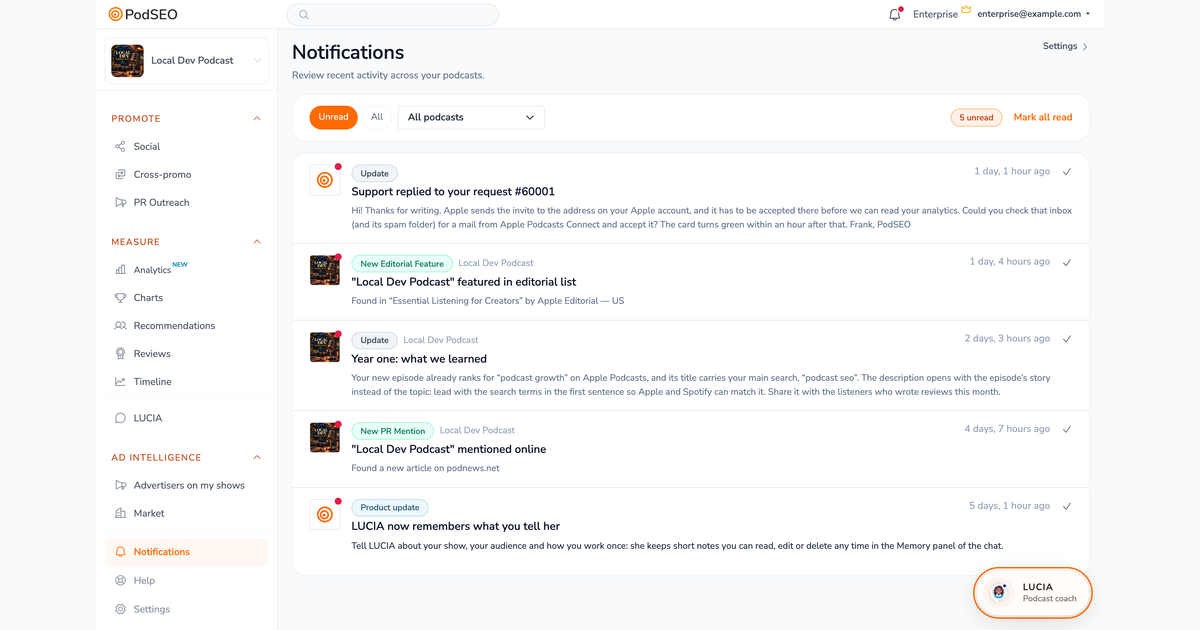 PodSEO
Enterprise
enterprise@example.com
Local Dev Podcast
PROMOTE
Social
Cross-promo
PR Outreach
MEASURE
Analytics NEW
Charts
Recommendations
Reviews
Timeline
LUCIA
AD INTELLIGENCE
Advertisers on my shows
Market
Notifications
Help
Settings
Notifications
Settings
Review recent activity across your podcasts.
Unread
All
All podcasts
5 unread
Mark all read
Update
1 day, 1 hour ago
Support replied to your request #60001
Hi! Thanks for writing. Apple sends the invite to the address on your Apple account, and it has to be accepted there before we can read your analytics. Could you check that inbox
(and its spam folder) for a mail from Apple Podcasts Connect and accept it? The card turns green within an hour after that. Frank, PodSEO
New Editorial Feature
Local Dev Podcast
1 day, 4 hours ago
"Local Dev Podcast" featured in editorial list
Found in “Essential Listening for Creators” by Apple Editorial — US
Update
Local Dev Podcast
2 days, 3 hours ago
Year one: what we learned
Your new episode already ranks for “podcast growth” on Apple Podcasts, and its title carries your main search, “podcast seo”. The description opens with the episode’s story
instead of the topic: lead with the search terms in the first sentence so Apple and Spotify can match it. Share it with the listeners who wrote reviews this month.
New PR Mention
Local Dev Podcast
4 days, 7 hours ago
"Local Dev Podcast" mentioned online
Found a new article on podnews.net
Product update
5 days, 1 hour ago
LUCIA now remembers what you tell her
Tell LUCIA about your show, your audience and how you work once: she keeps short notes you can read, edit or delete any time in the Memory panel of the chat.
LUCIA
Podcast coach